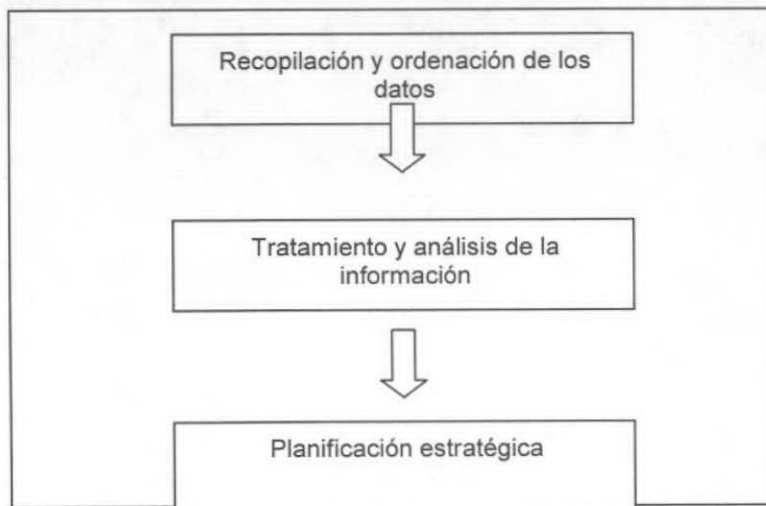 Recopilación y ordenación de los
datos
Tratamiento y análisis de la
información
Planificación estratégica